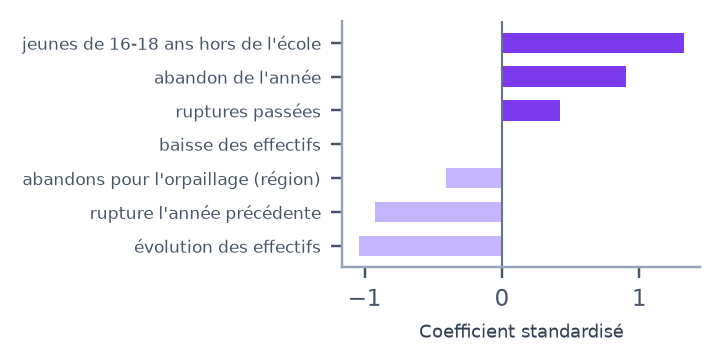 jeunes de 16-18 ans hors de l'école
abandon de l'année
ruptures passées
baisse des effectifs
abandons pour l'orpaillage (région)
rupture l'année précédente
évolution des effectifs
−1 0 1
Coefficient standardisé